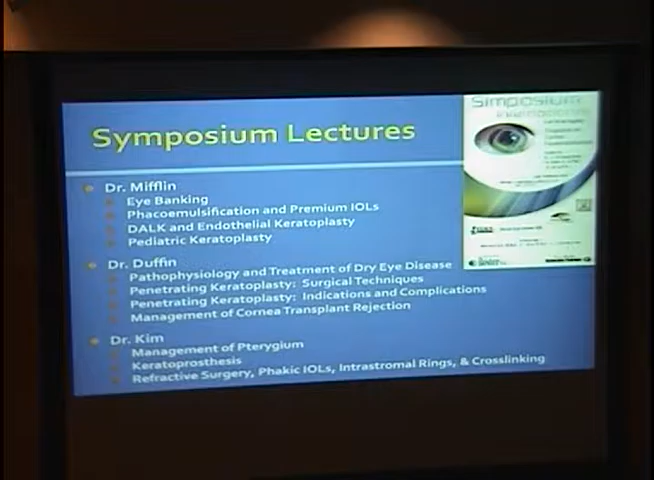 Symposium Lectures
Simposium
Dr. Mifflin
Eye Banking
Phacoemulsification and Premium IOLs
DALK and Endothelial Keratoplasty
Pediatric Keratoplasty
Dr. Duffin
Pathophysiology and Treatment of Dry Eye Disease
Penetrating Keratoplasty: Surgical Techniques
Penetrating Keratoplasty: Indications and Complications
Management of Cornea Transplant Rejection
Dr. Kim
Management of Pterygium
Keratoprosthesis
Refractive Surgery, Phakic IOLs, Intrastromal Rings, & Crosslinking